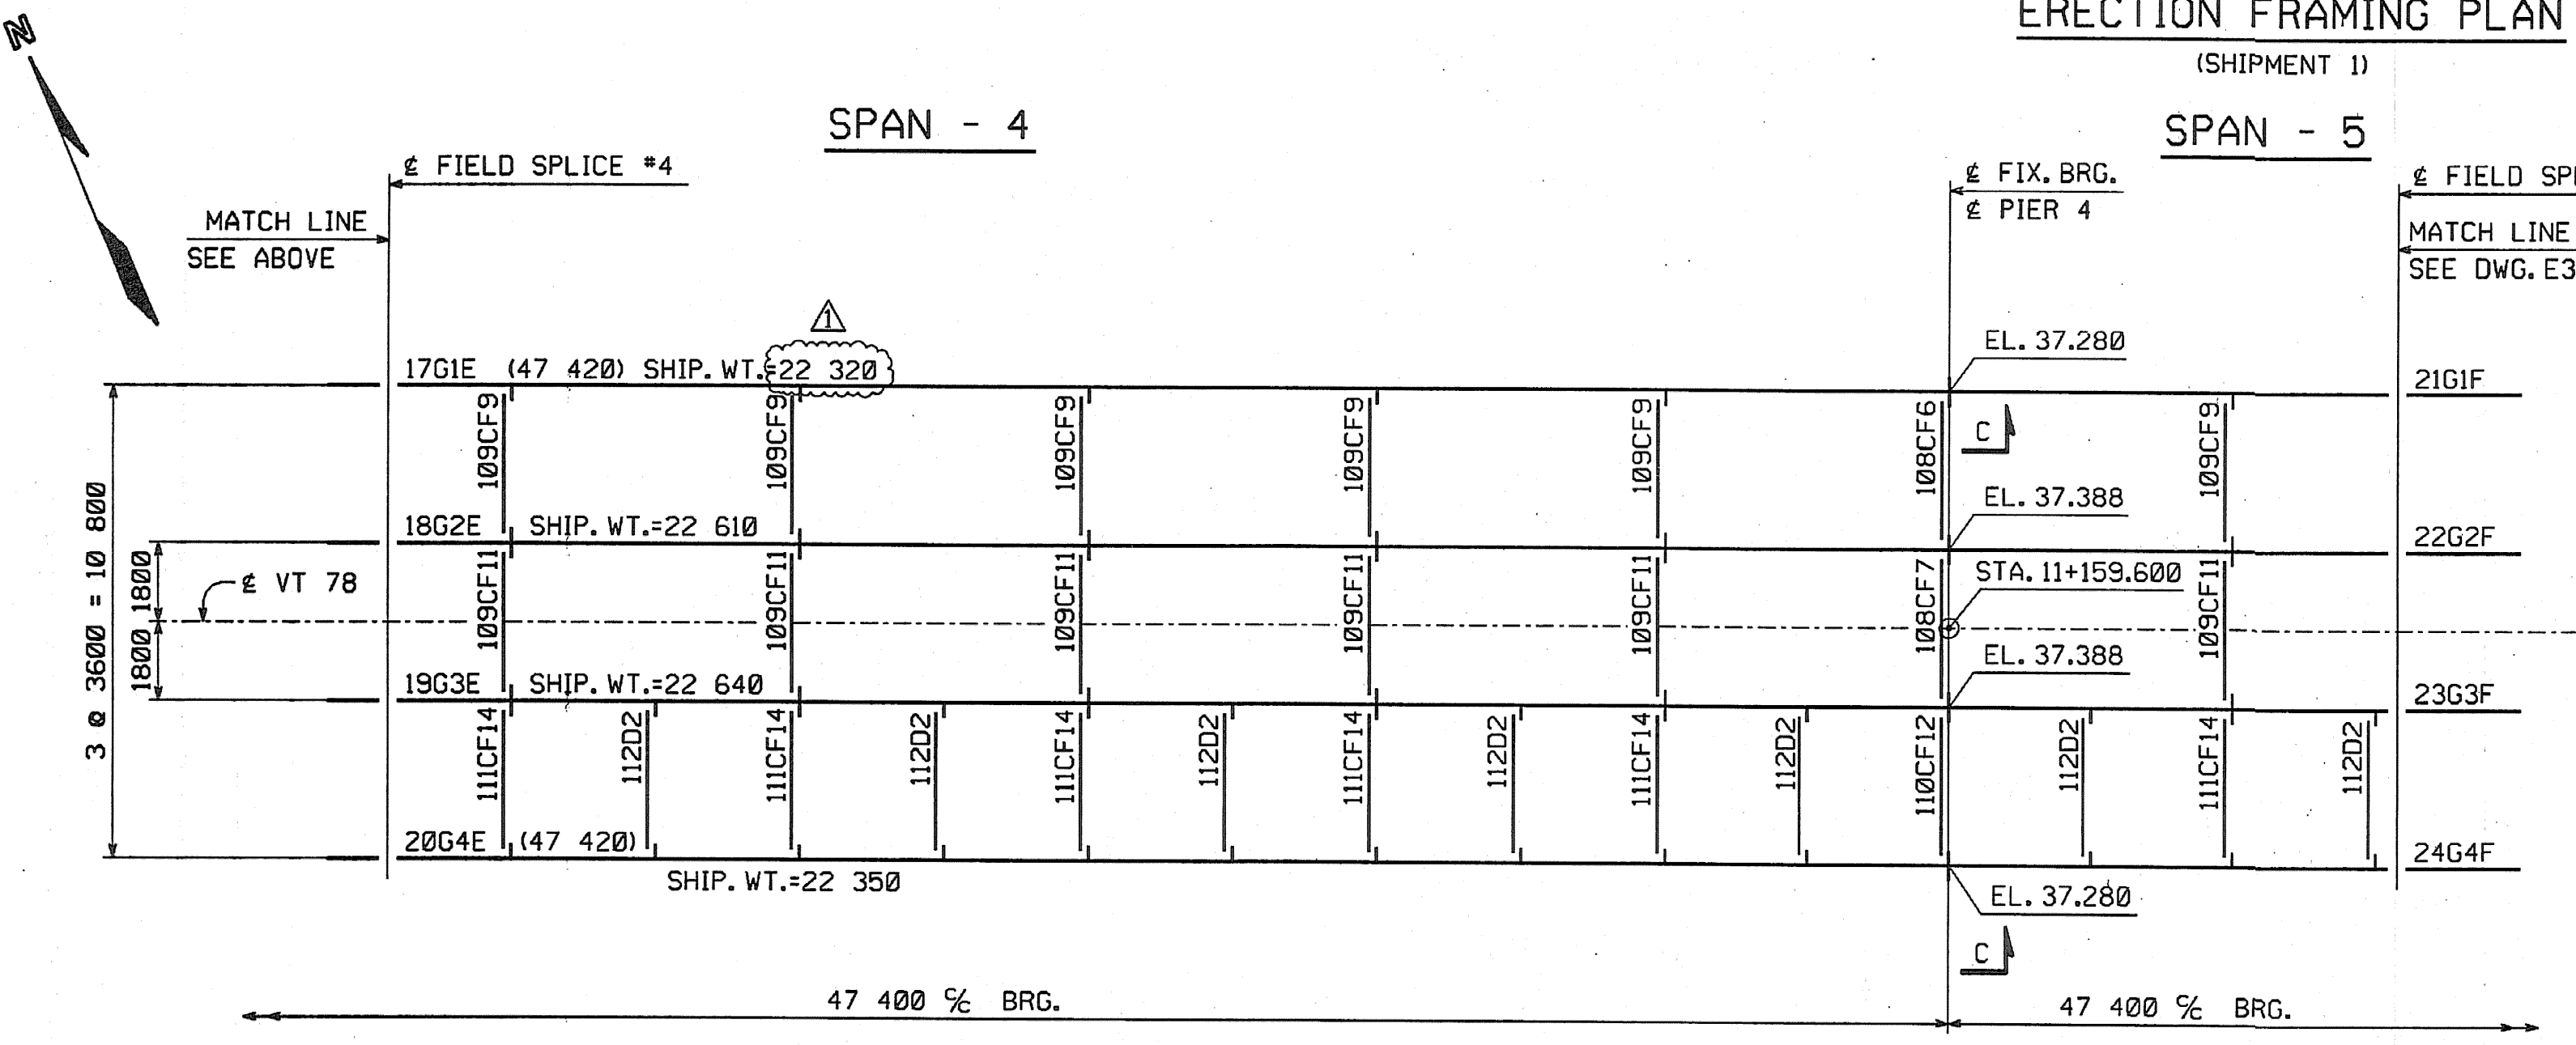 ERECTION FRAMING PLAN
(SHIPMENT 1)
N
SPAN - 4
SPAN - 5
℄ FIELD SPLICE #4
MATCH LINE
SEE ABOVE
℄ FIX. BRG.
℄ PIER 4
℄ FIELD
MATCH LINE
SEE DWG. E3
1
17G1E (47 420) SHIP. WT.=22 320
EL. 37.280
21G1F
109CF9
109CF9
109CF9
109CF9
109CF9
108CF6
109CF9
C
18G2E SHIP. WT.=22 610
EL. 37.388
22G2F
3 @ 3600 = 10 800
1800
1800
℄ VT 78
109CF11
109CF11
109CF11
109CF11
109CF11
108CF7
109CF11
STA. 11+159.600
EL. 37.388
19G3E SHIP. WT.=22 640
23G3F
111CF14
112D2
111CF14
112D2
111CF14
112D2
111CF14
112D2
111CF14
112D2
110CF12
112D2
111CF14
112D2
20G4E (47 420)
24G4F
SHIP. WT.=22 350
EL. 37.280
C
47 400 C/C BRG.
47 400 C/C BRG.